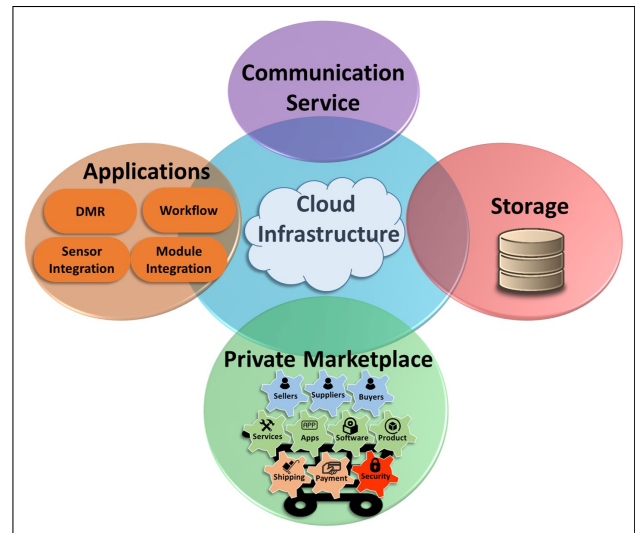 Communication
Service
Applications
DMR
Workflow
Sensor
Integration
Module
Integration
Cloud
Infrastructure
Storage
Private Marketplace
Sellers
Suppliers
Buyers
Services
APP
Apps
Software
Product
Shipping
Payment
Security